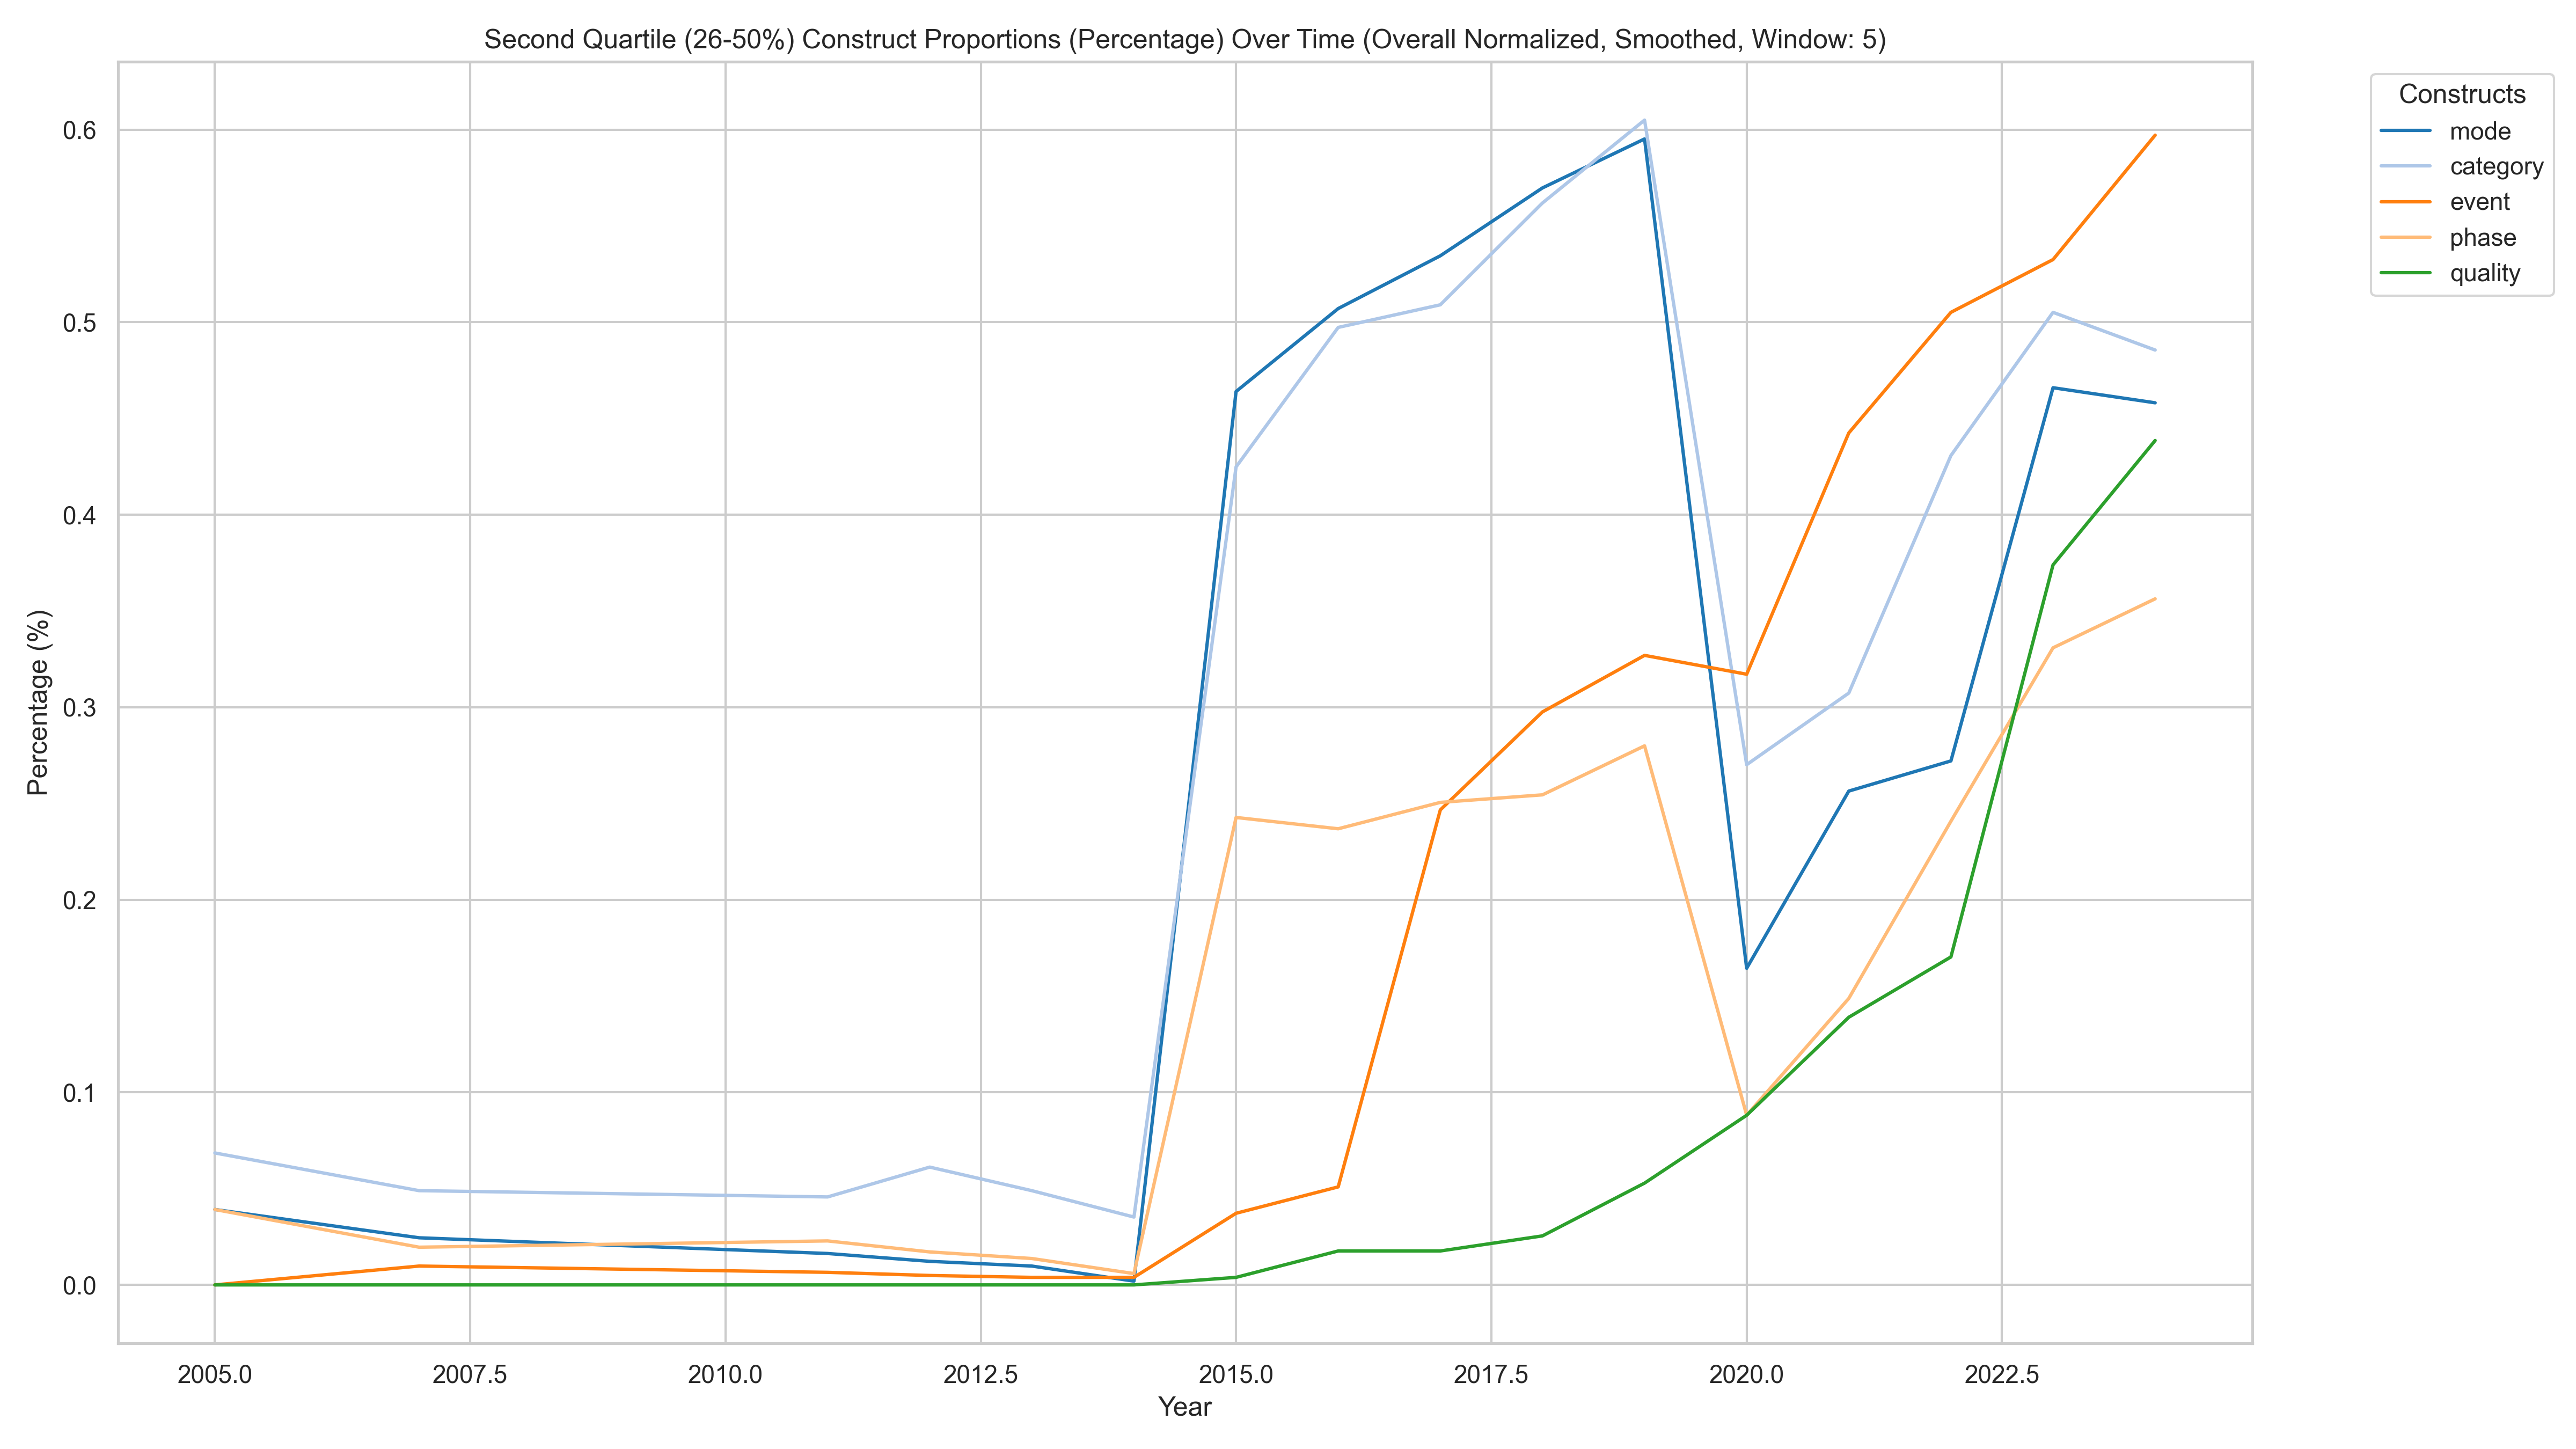 Second Quartile (26-50%) Construct Proportions (Percentage) Over Time (Overall Normalized, Smoothed, Window: 5)
Constructs
mode
category
event
phase
quality
Percentage (%)
0.6
0.5
0.4
0.3
0.2
0.1
0.0
2005.0 2007.5 2010.0 2012.5 2015.0 2017.5 2020.0 2022.5
Year